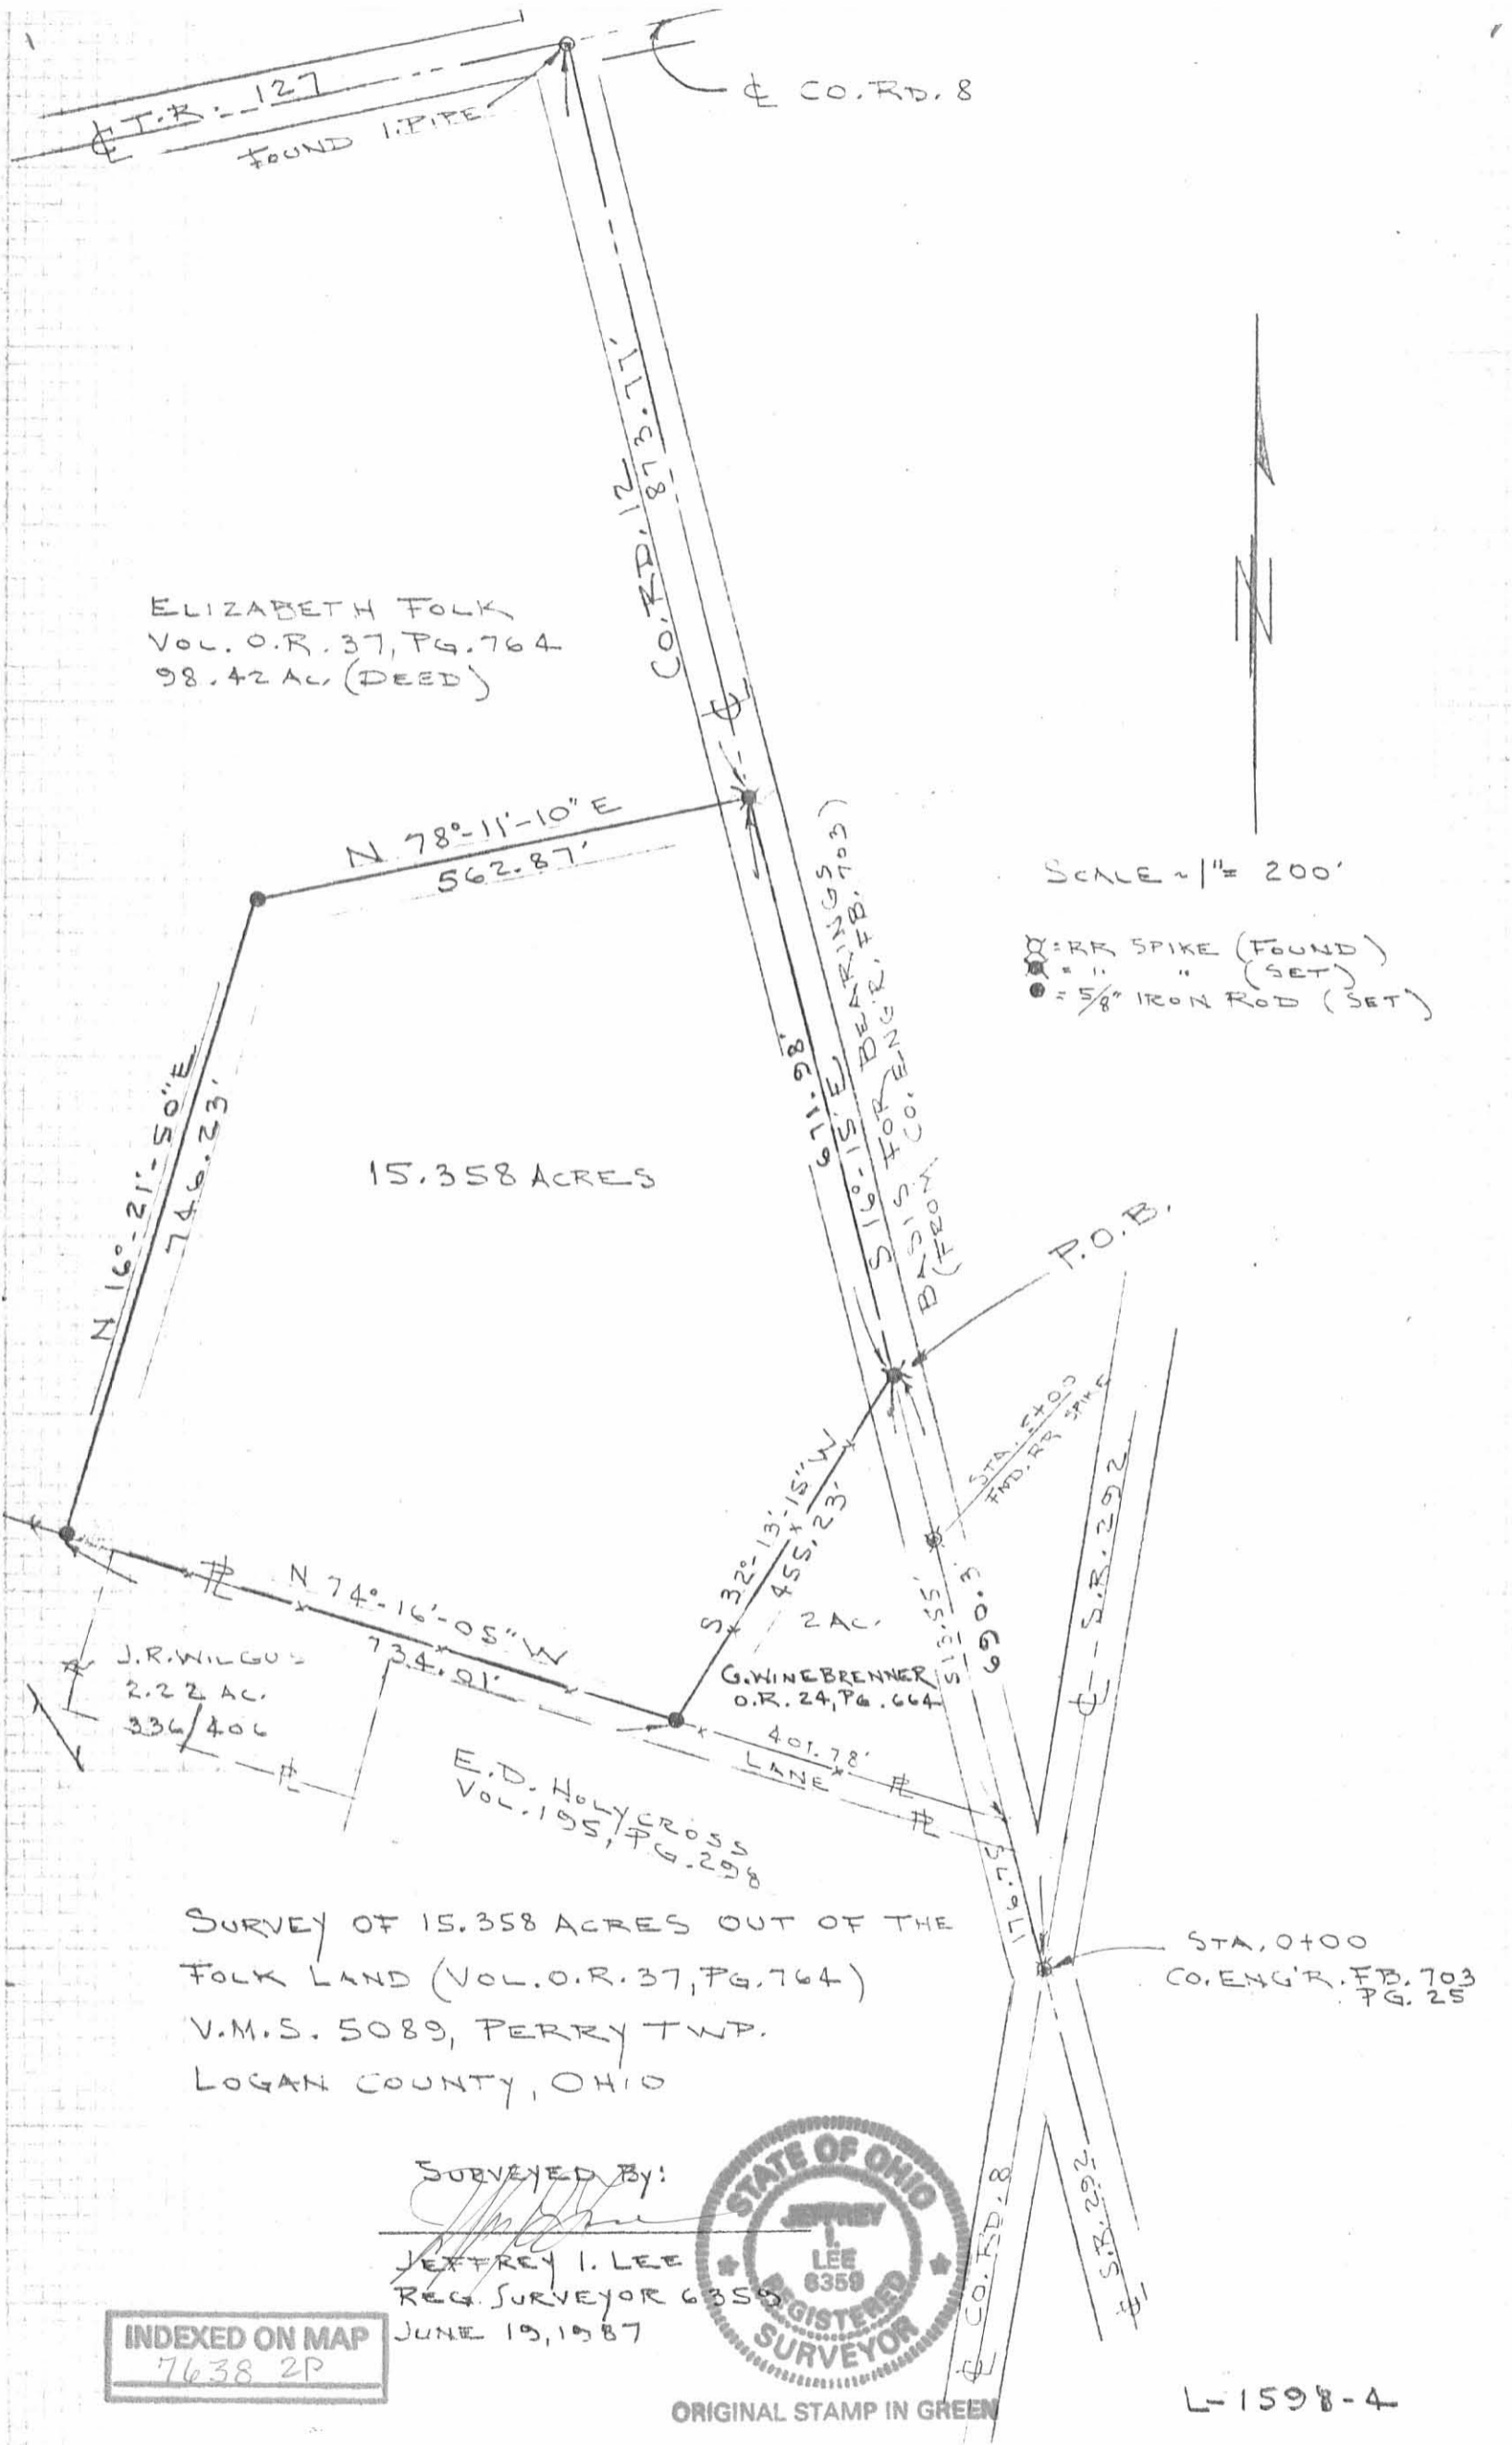 ℄ T.R. 127
FOUND I.PIPE
℄ CO. RD. 8
CO. RD. 12
873.77'
℄
ELIZABETH FOLK
VOL. O.R. 37, PG. 764
98.42 AC. (DEED)
N 78°-11'-10" E
562.87'
SCALE ~ 1" = 200'
= RR SPIKE (FOUND)
= " " (SET)
= 5/8" IRON ROD (SET)
671.98'
S 16°-15' E
BASIS FOR BEARINGS
(FROM CO. ENG'R. FB. 703)
N 16°-21'-50" E
746.23'
15.358 ACRES
P.O.B.
STA. 5+00
FND. RR SPIKE
S 32°-13'-15" W
455.23'
℄ - S.R. 292
N 74°-16'-05" W
734.01'
2 AC.
G. WINEBRENNER
O.R. 24, PG. 664
513.55'
690.3
J.R. WILGUS
2.22 AC.
336/406
401.78'
LANE
E.D. HOLYCROSS
VOL. 195, PG. 298
176.75
SURVEY OF 15.358 ACRES OUT OF THE
FOLK LAND (VOL. O.R. 37, PG. 764)
V.M.S. 5089, PERRY TWP.
LOGAN COUNTY, OHIO
STA. 0+00
CO. ENG'R. FB. 703
PG. 25
SURVEYED BY:
JEFFREY I. LEE
REG. SURVEYOR 6359
JUNE 19, 1987
STATE OF OHIO
JEFFREY
I.
LEE
6359
REGISTERED
SURVEYOR
ORIGINAL STAMP IN GREEN
℄ CO. RD. 8
S.R. 292
℄
INDEXED ON MAP
7638 2P
L-1598-4